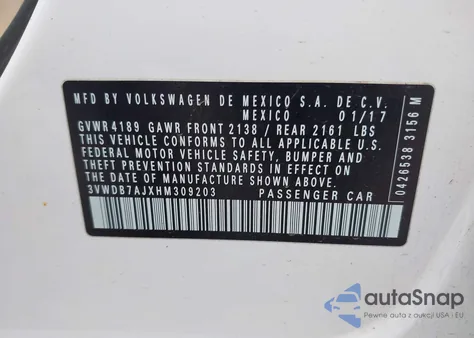 MFD BY VOLKSWAGEN DE MEXICO S.A. DE C.V.
MEXICO 01/17
GVWR4189 GAWR FRONT 2138 / REAR 2161 LBS
THIS VEHICLE CONFORMS TO ALL APPLICABLE U.S.
FEDERAL MOTOR VEHICLE SAFETY, BUMPER AND
THEFT PREVENTION STANDARDS IN EFFECT ON
THE DATE OF MANUFACTURE SHOWN ABOVE.
3VWDB7AJXHM309203 PASSENGER CAR
0426538 3156 M
autoSnap
Pewne auta z aukcji USA i EU